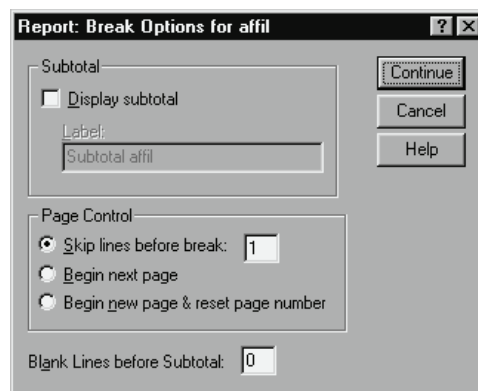 Report: Break Options for affil
Subtotal
Display subtotal
Label:
Subtotal affil
Continue
Cancel
Help
Page Control
Skip lines before break: 1
Begin next page
Begin new page & reset page number
Blank Lines before Subtotal: 0